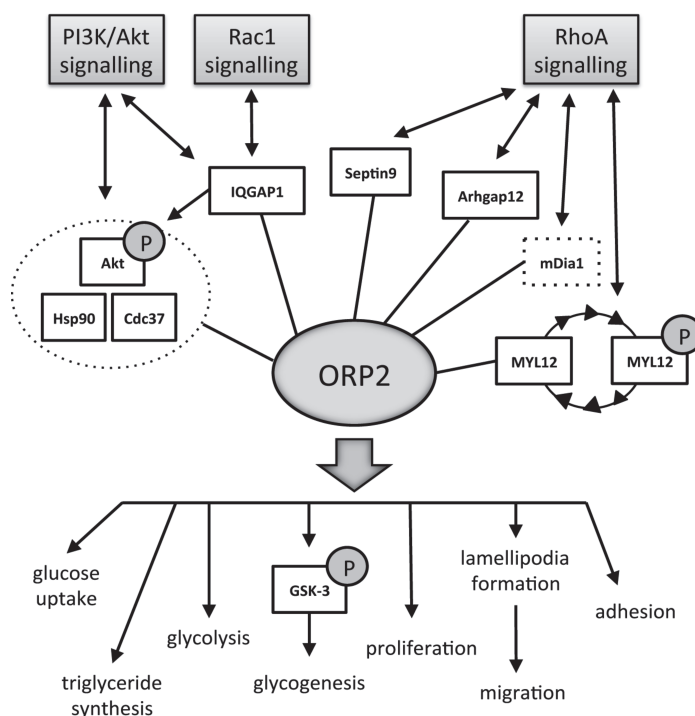 PI3K/Akt
signalling
Rac1
signalling
RhoA
signalling
IQGAP1
Septin9
Arhgap12
mDia1
P
Akt
Hsp90
Cdc37
ORP2
MYL12
P
MYL12
glucose
uptake
triglyceride
synthesis
glycolysis
P
GSK-3
glycogenesis
proliferation
lamellipodia
formation
migration
adhesion